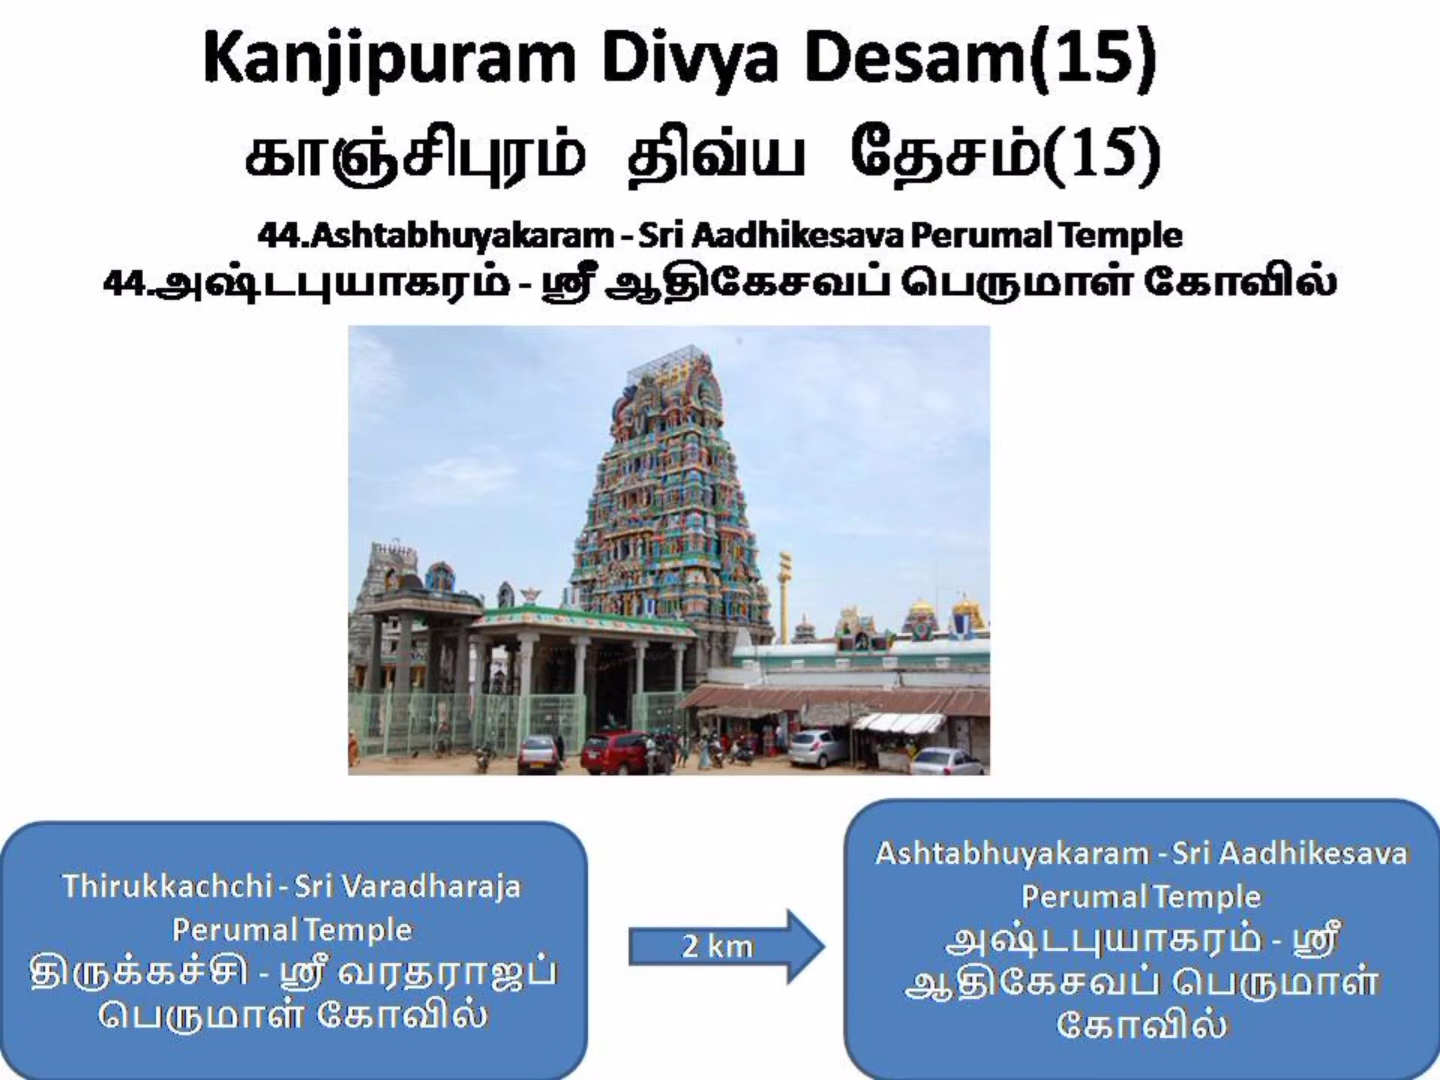 Kanjipuram Divya Desam(15)
காஞ்சிபுரம் திவ்ய தேசம்(15)
44.Ashtabhuyakaram - Sri Aadhikesava Perumal Temple
44.அஷ்டபுயாகரம் - ஸ்ரீ ஆதிகேசவப் பெருமாள் கோவில்
Thirukkachchi - Sri Varadharaja
Perumal Temple
திருக்கச்சி - ஸ்ரீ வரதராஜப்
பெருமாள் கோவில்
2 km
Ashtabhuyakaram - Sri Aadhikesava
Perumal Temple
அஷ்டபுயாகரம் - ஸ்ரீ
ஆதிகேசவப் பெருமாள்
கோவில்